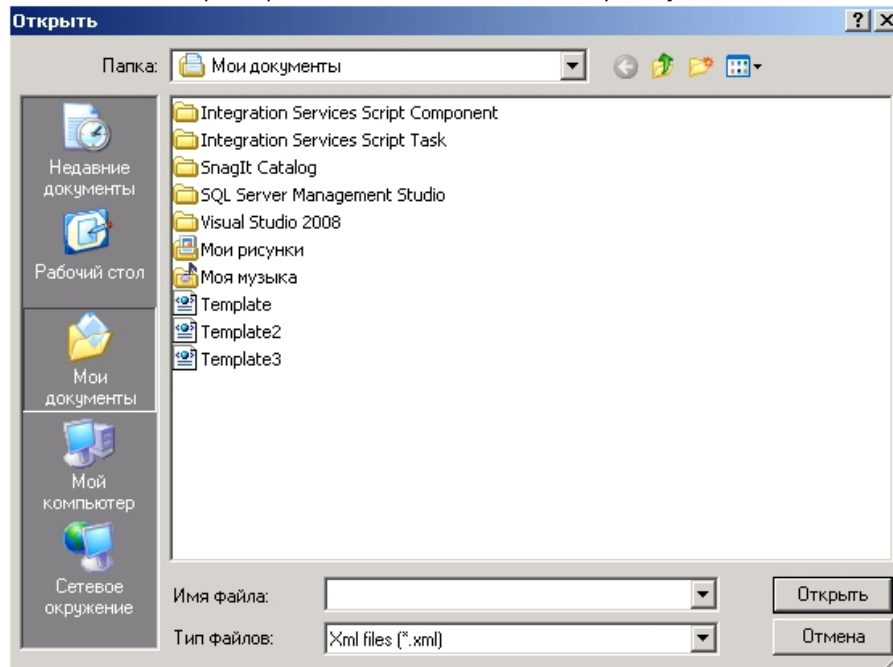 Открыть
Папка:
Мои документы
Integration Services Script Component
Integration Services Script Task
SnagIt Catalog
SQL Server Management Studio
Visual Studio 2008
Мои рисунки
Моя музыка
Template
Template2
Template3
Недавние
документы
Рабочий стол
Мои
документы
Мой
компьютер
Сетевое
окружение
Имя файла:
Открыть
Тип файлов:
Xml files (*.xml)
Отмена